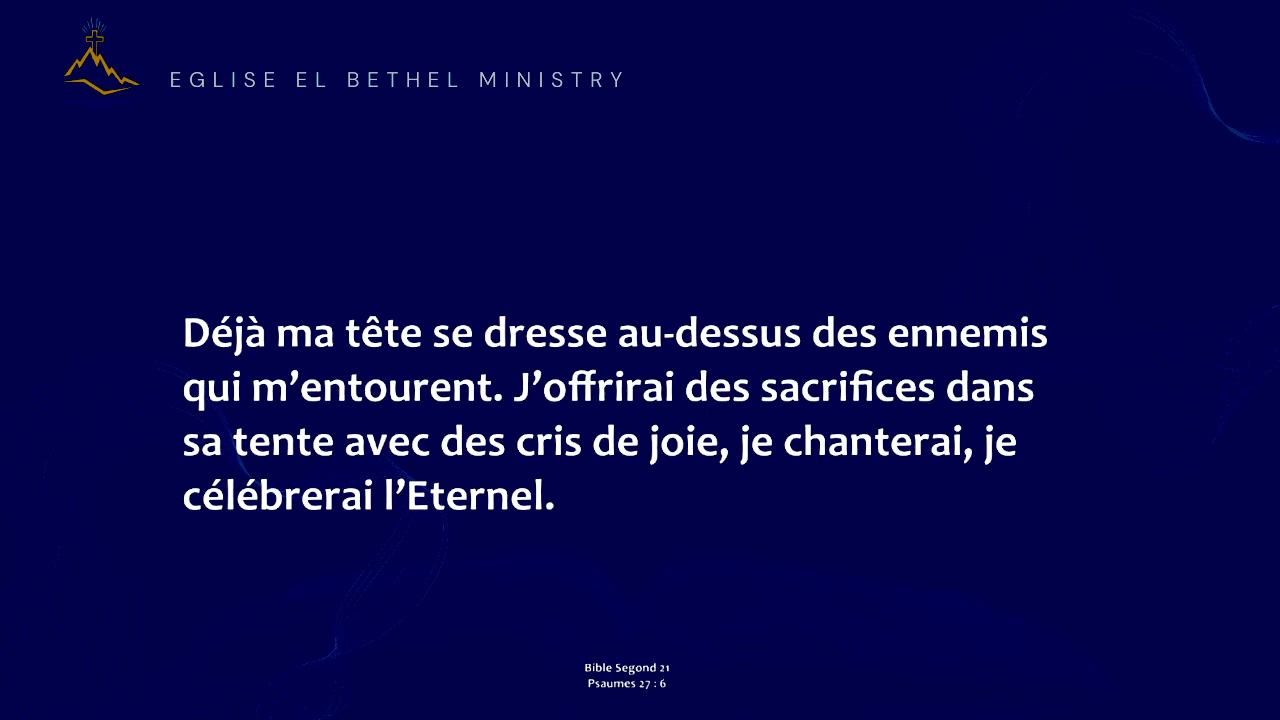 EGLISE EL BETHEL MINISTRY
Déjà ma tête se dresse au-dessus des ennemis
qui m’entourent. J’offrirai des sacrifices dans
sa tente avec des cris de joie, je chanterai, je
célébrerai l’Eternel.
Bible Segond 21
Psaumes 27 : 6